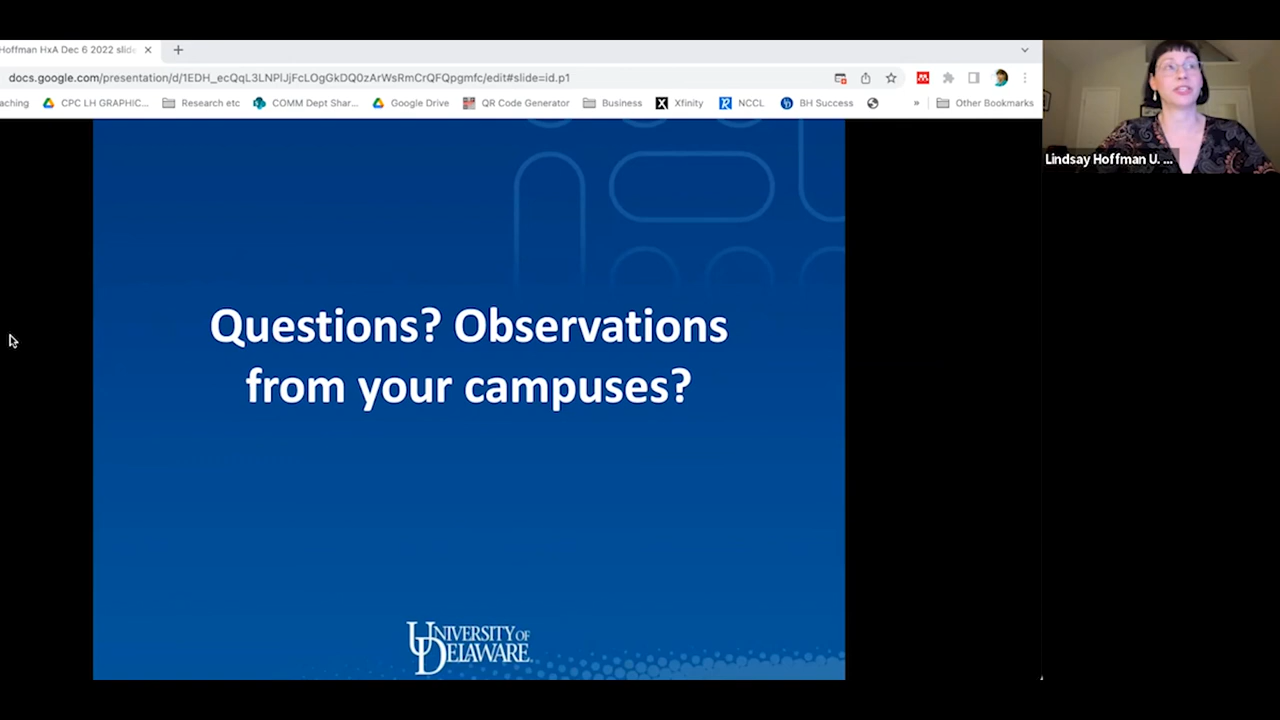 Hoffman HxA Dec 6 2022 slide
docs.google.com/presentation/d/1EDH_ecQqL3LNPlJjFcLOgGkDQ0zArWsRmCrQFQpgmfc/edit#slide=id.p1
aching CPC LH GRAPHIC... Research etc COMM Dept Shar... Google Drive QR Code Generator Business Xfinity NCCL BH Success » Other Bookmarks
Lindsay Hoffman U. ...
Questions? Observations
from your campuses?
UNIVERSITY OF
DELAWARE